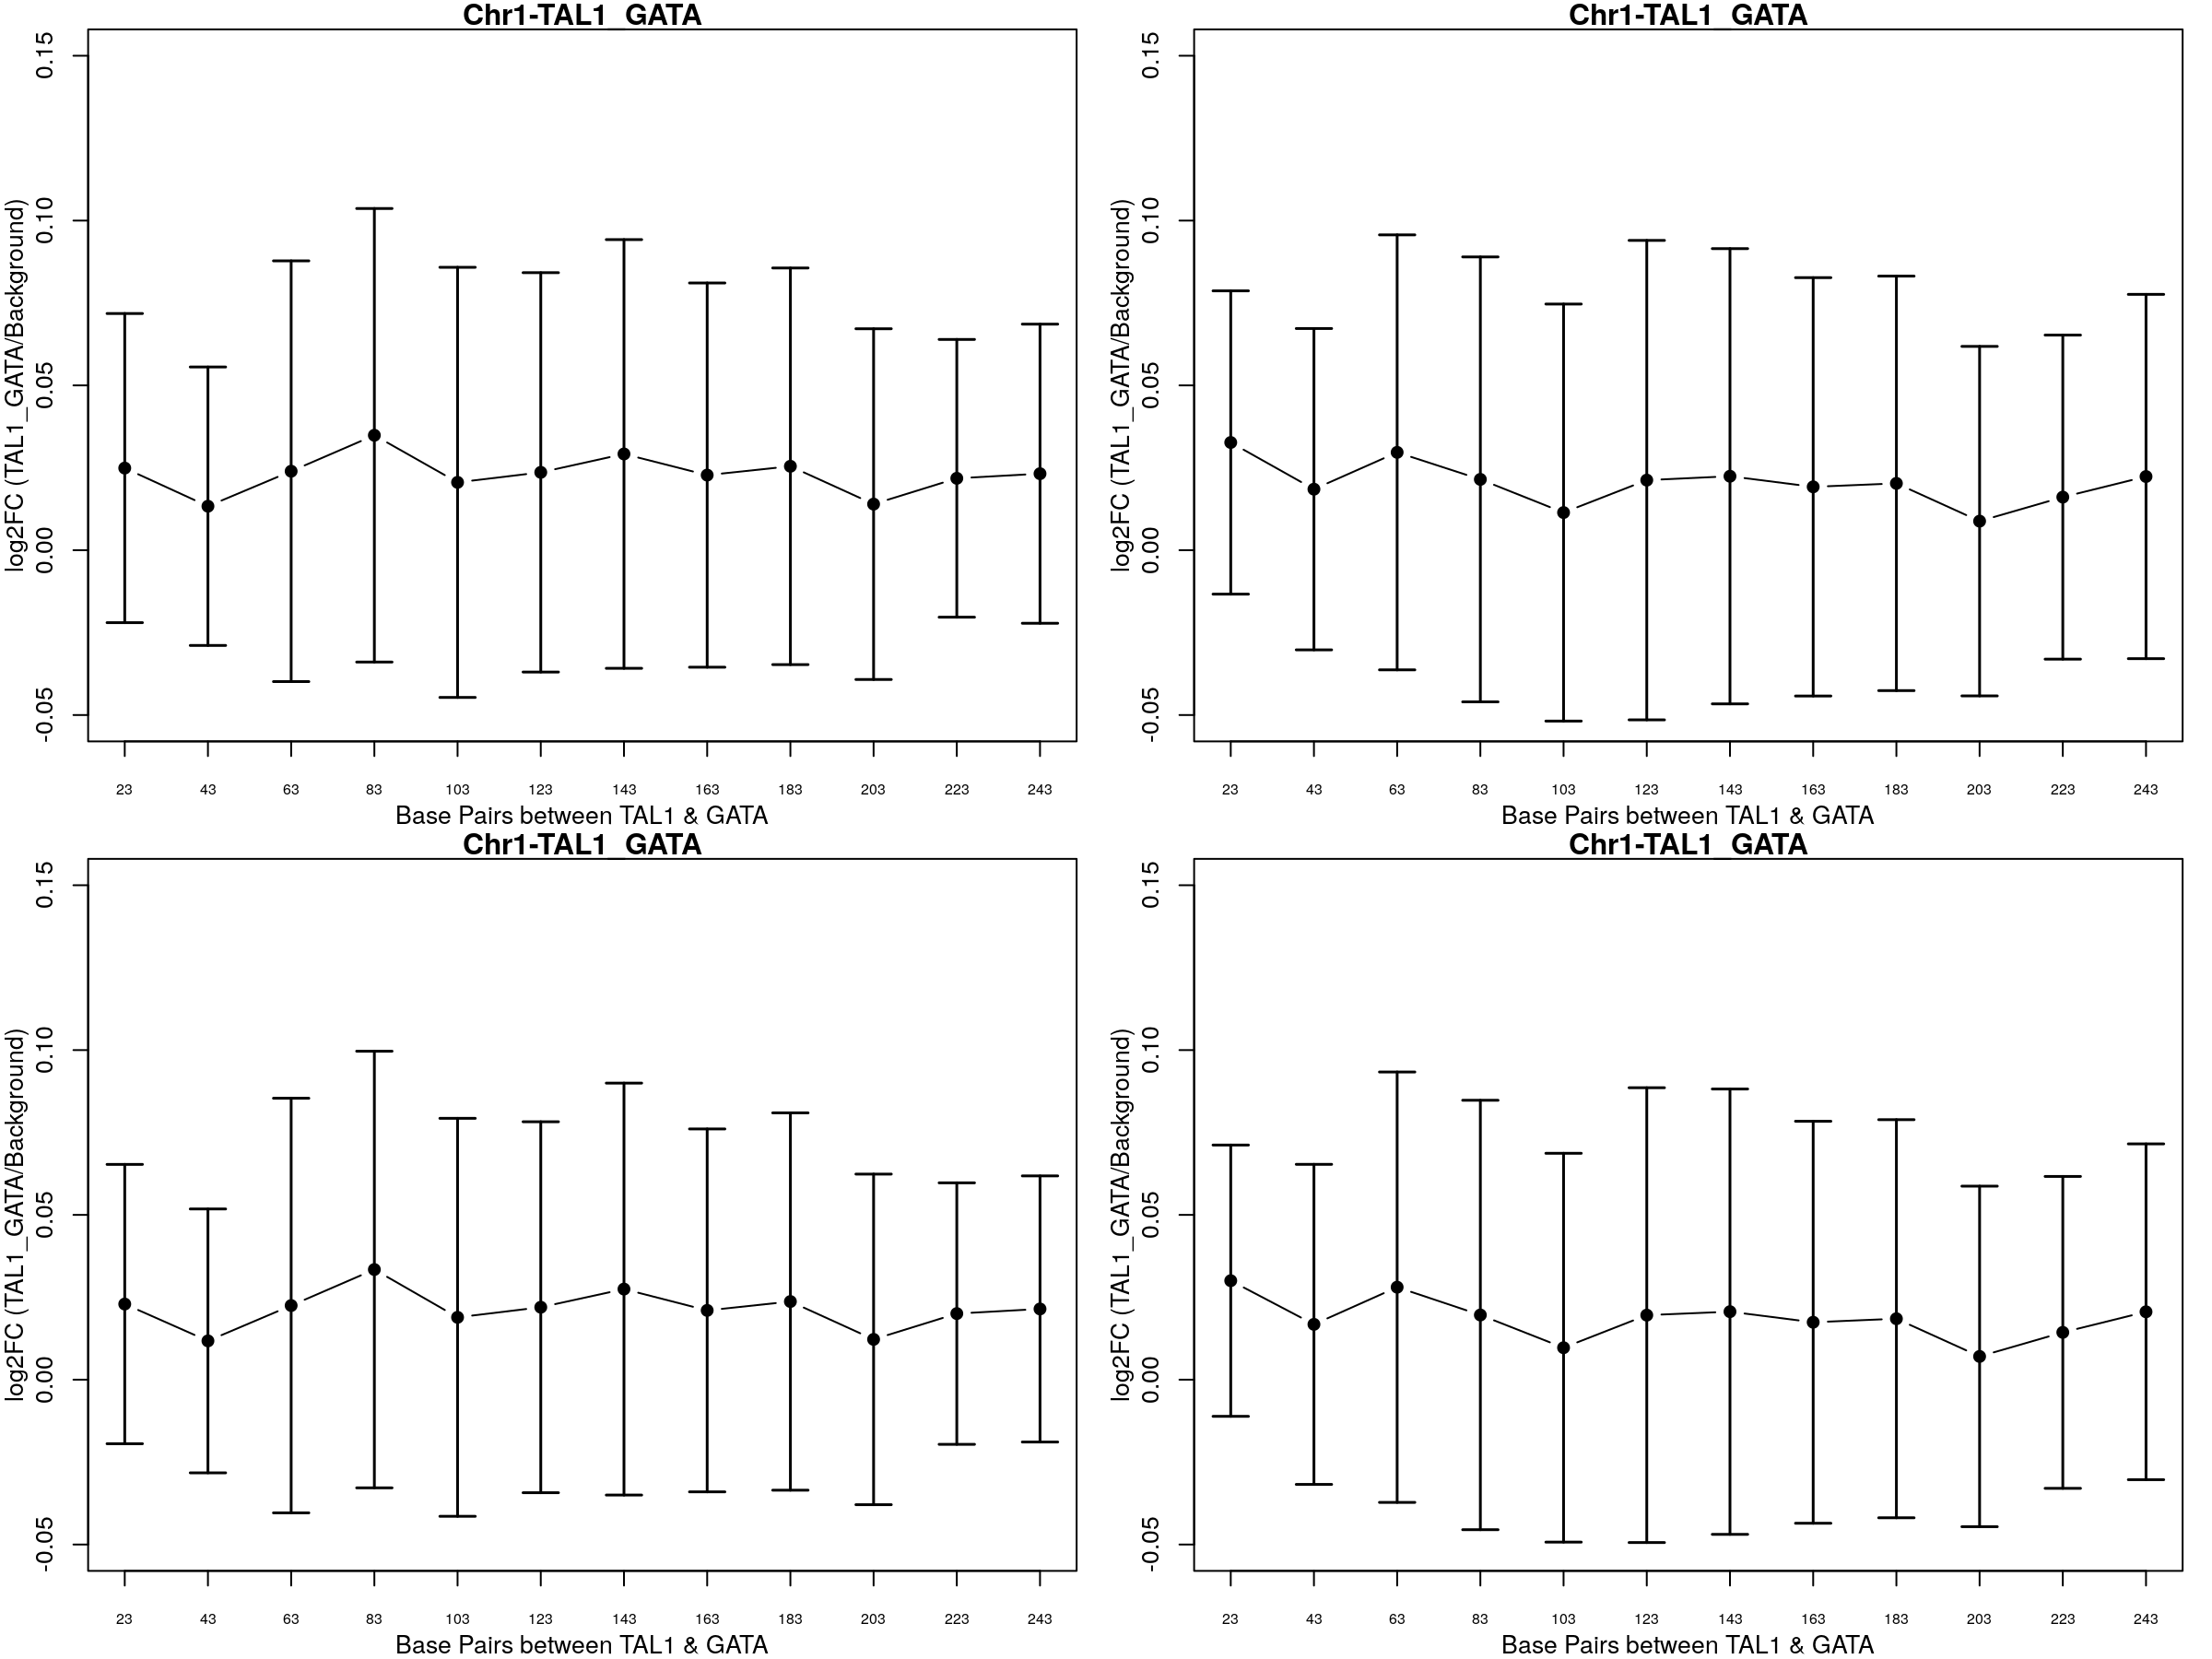 Chr1-TAL1_GATA
log2FC (TAL1_GATA/Background)
0.15
0.10
0.05
0.00
-0.05
23 43 63 83 103 123 143 163 183 203 223 243
Base Pairs between TAL1 & GATA
Chr1-TAL1_GATA
log2FC (TAL1_GATA/Background)
0.15
0.10
0.05
0.00
-0.05
23 43 63 83 103 123 143 163 183 203 223 243
Base Pairs between TAL1 & GATA
Chr1-TAL1_GATA
log2FC (TAL1_GATA/Background)
0.15
0.10
0.05
0.00
-0.05
23 43 63 83 103 123 143 163 183 203 223 243
Base Pairs between TAL1 & GATA
Chr1-TAL1_GATA
log2FC (TAL1_GATA/Background)
0.15
0.10
0.05
0.00
-0.05
23 43 63 83 103 123 143 163 183 203 223 243
Base Pairs between TAL1 & GATA